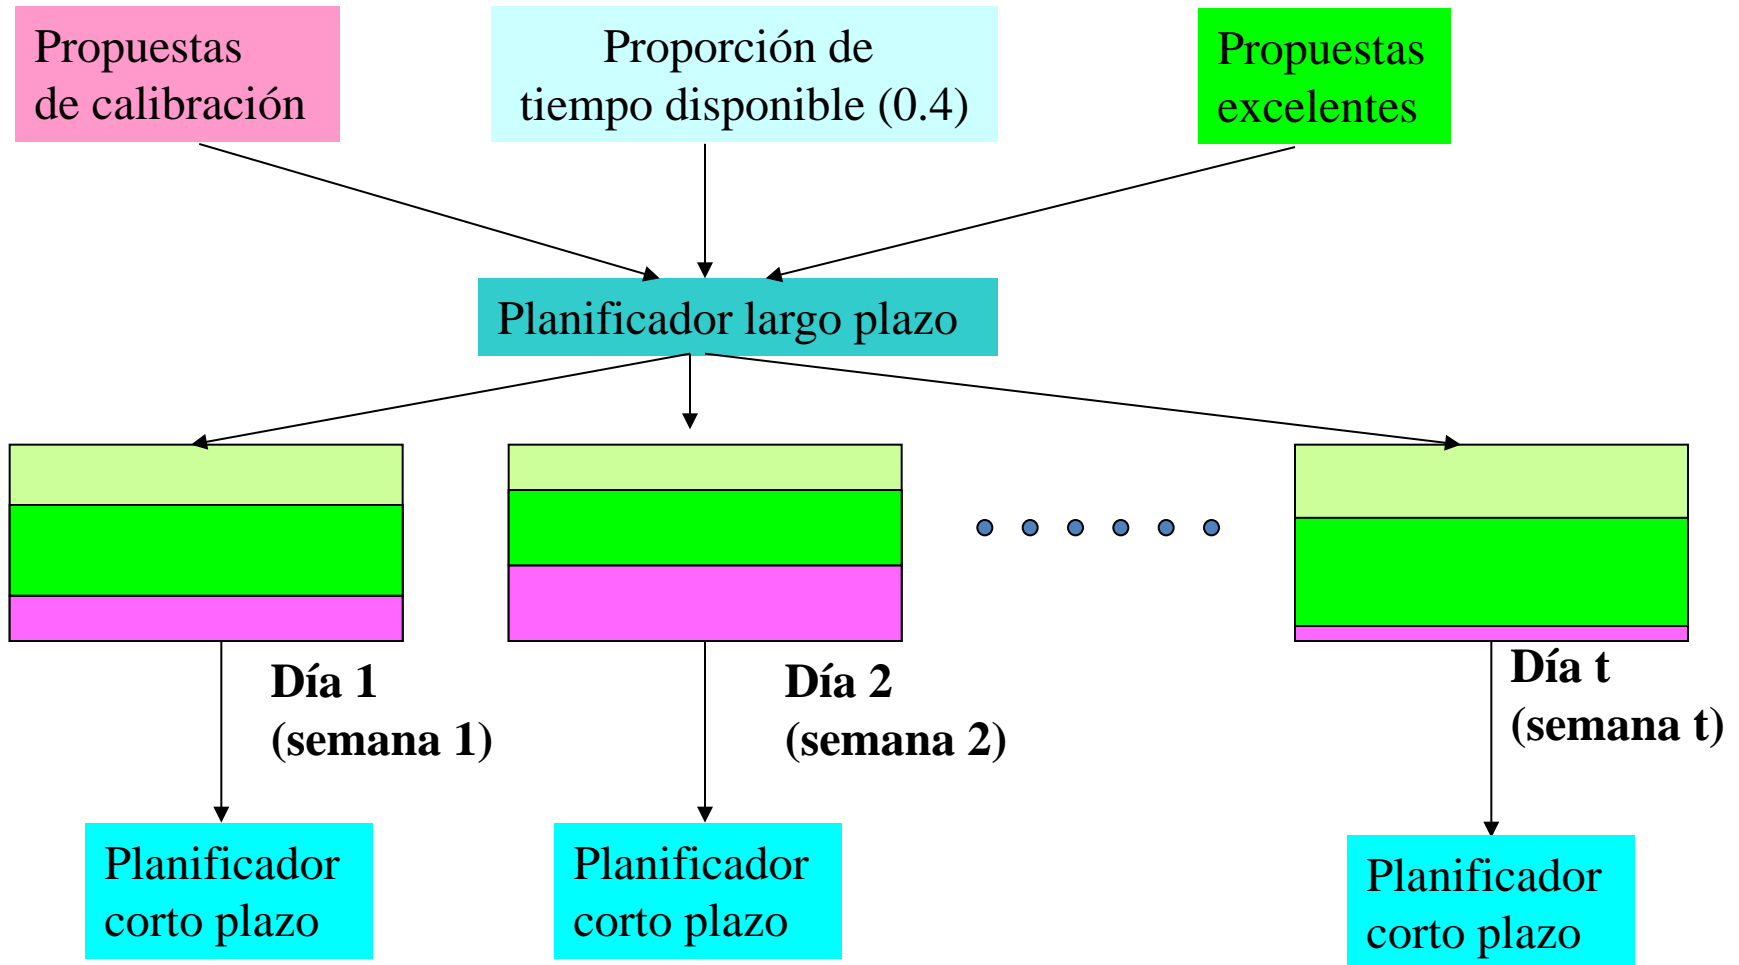 Propuestas
de calibración
Proporción de
tiempo disponible (0.4)
Propuestas
excelentes
Planificador largo plazo
Día 1
(semana 1)
Día 2
(semana 2)
Día t
(semana t)
Planificador
corto plazo
Planificador
corto plazo
Planificador
corto plazo